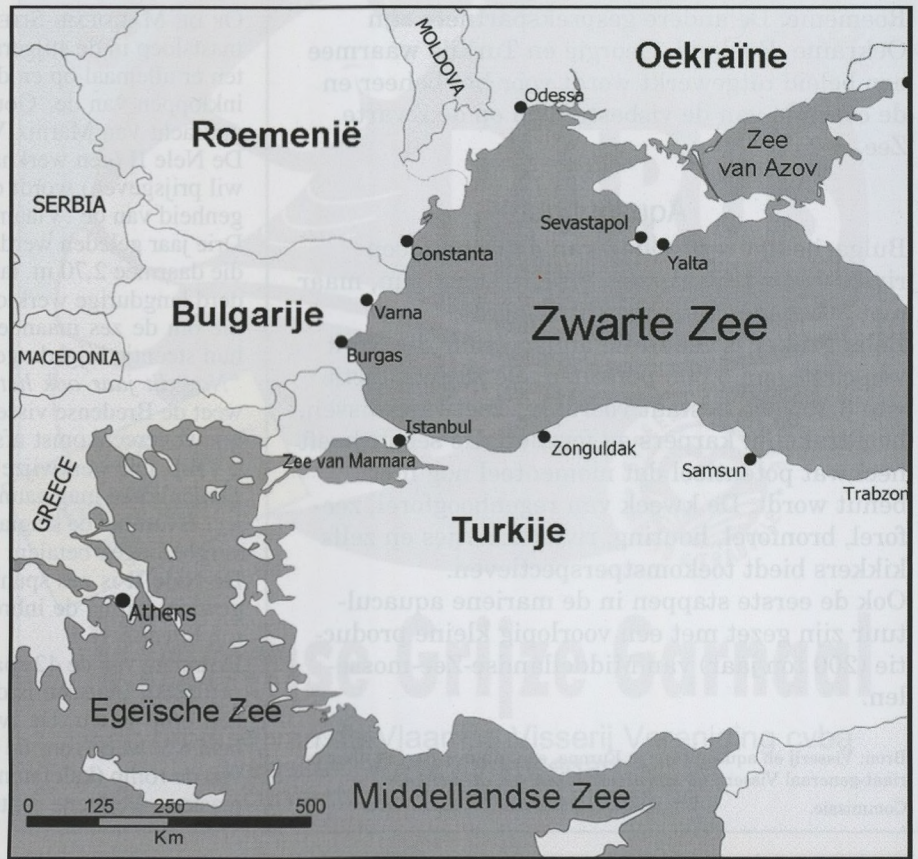 MOLDOVA
Oekraïne
Odessa
Roemenië
Zee
van Azov
SERBIA
Sevastapol
Yalta
Constanta
Bulgarije
Varna
Zwarte Zee
MACEDONIA
Burgas
Istanbul
Zonguldak
Zee van Marmara
Samsun
GREECE
Trabzon
Turkije
Athens
Egeïsche Zee
Middellandse Zee
0 125 250 500
Km